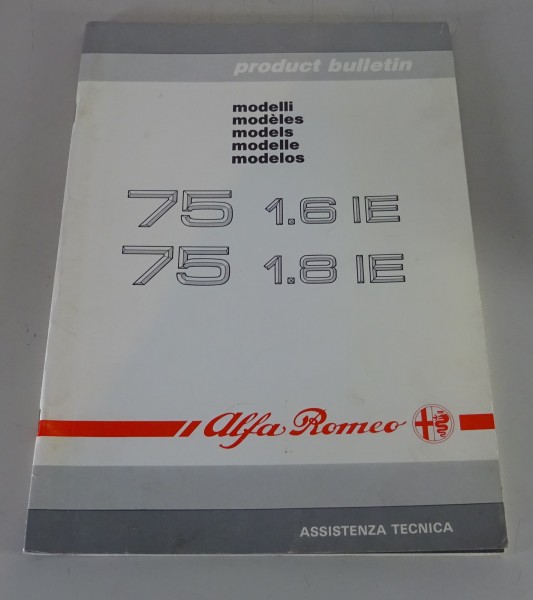 product bulletin
modelli
modèles
models
modelle
modelos
75 1.6 IE
75 1.8 IE
Alfa Romeo
ASSISTENZA TECNICA